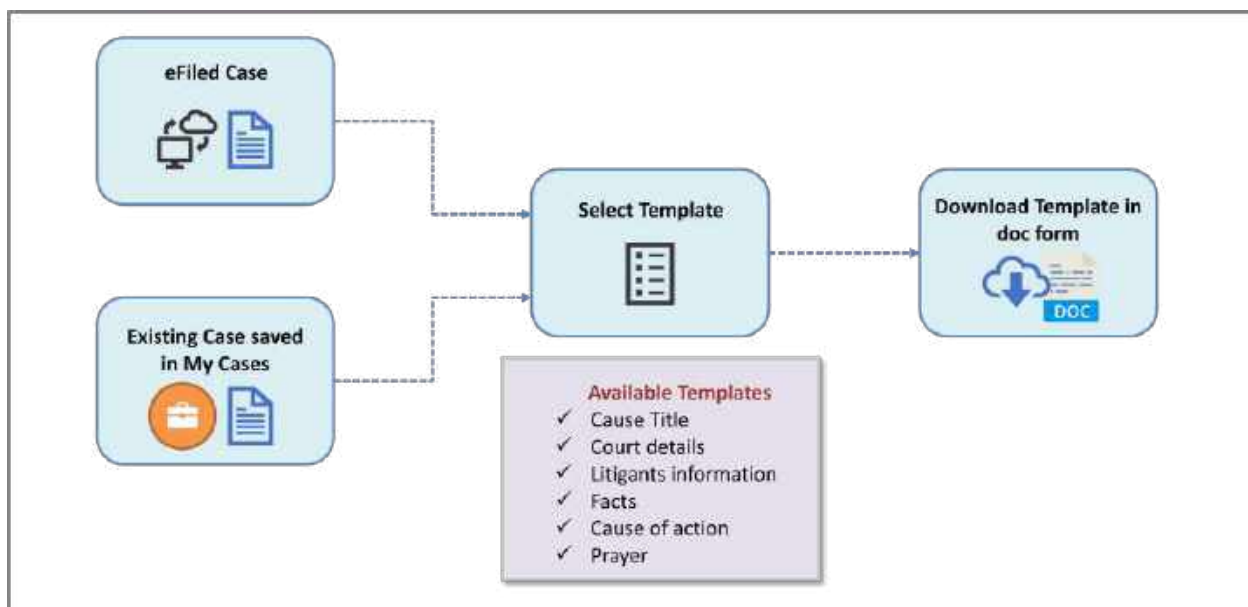 eFiled Case
Existing Case saved
in My Cases
Select Template
Download Template in
doc form
DOC
Available Templates
✓ Cause Title
✓ Court details
✓ Litigants information
✓ Facts
✓ Cause of action
✓ Prayer